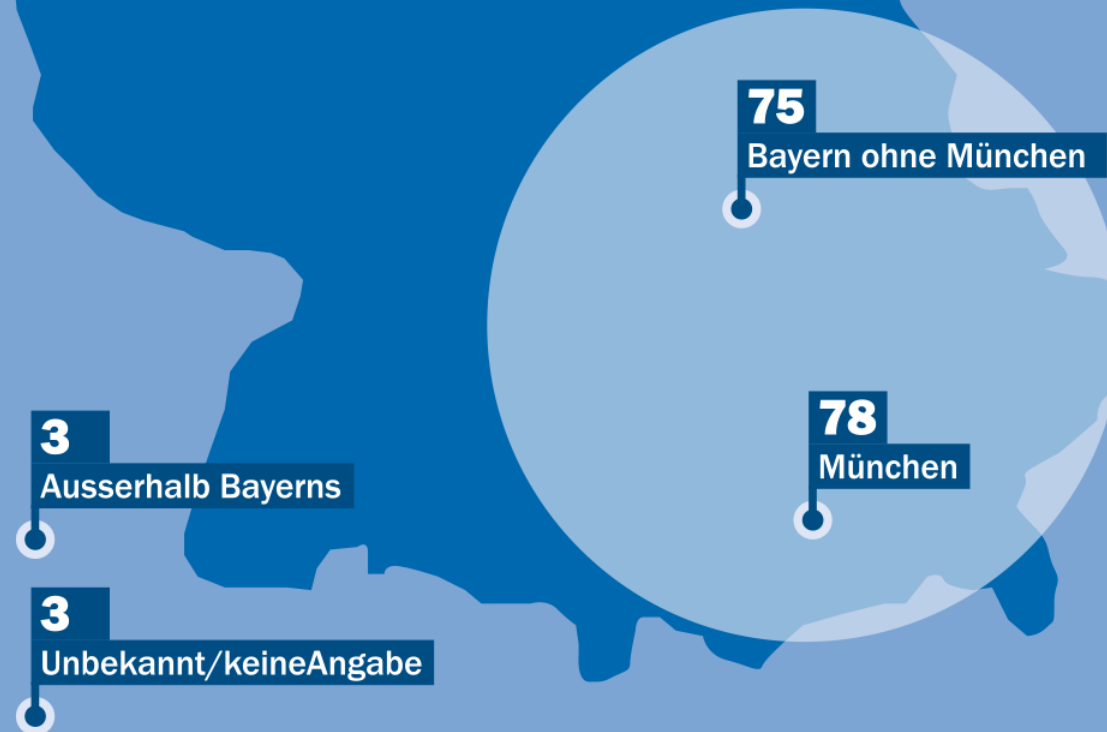 75
Bayern ohne München
78
München
3
Ausserhalb Bayerns
3
Unbekannt/keineAngabe